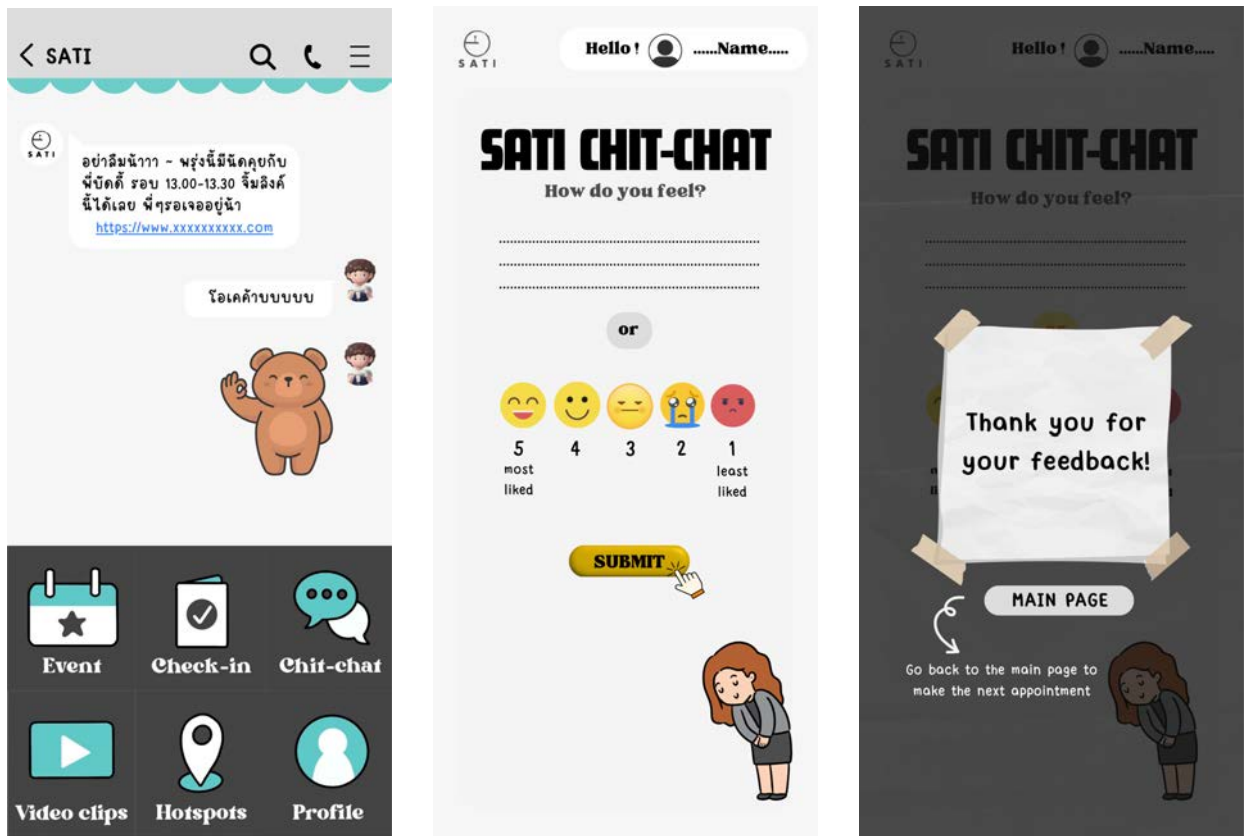 SATI
SATI
อย่าลืมน้าาา ~ พรุ่งนี้มีนัดคุยกับ
พี่บัดดี้ รอบ 13.00-13.30 จิ้มลิงค์
นี้ได้เลย พี่ๆรอเจออยู่น้า
https://www.xxxxxxxxxx.com
โอเคค้าบบบบบ
Event
Check-in
Chit-chat
Video clips
Hotspots
Profile
SATI
Hello !
......Name.....
SATI CHIT-CHAT
How do you feel?
or
5
4
3
2
1
most
liked
least
liked
SUBMIT
SATI
Hello !
......Name.....
SATI CHIT-CHAT
How do you feel?
Thank you for
your feedback!
MAIN PAGE
Go back to the main page to
make the next appointment